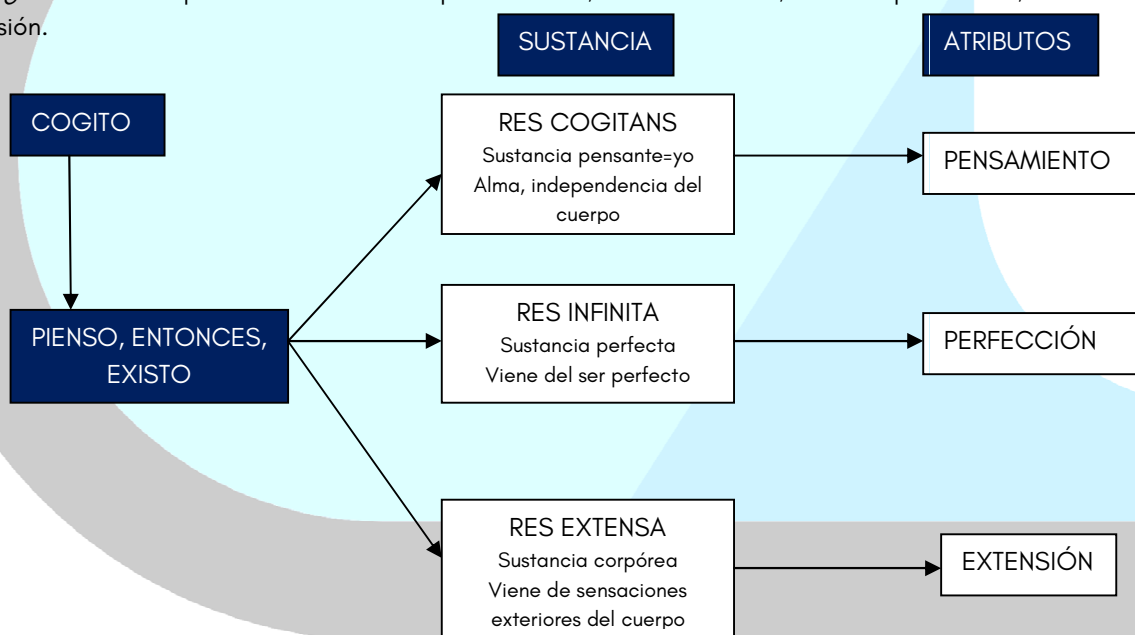 sión.
SUSTANCIA
ATRIBUTOS
COGITO
RES COGITANS
Sustancia pensante=yo
Alma, independencia del
cuerpo
PENSAMIENTO
PIENSO, ENTONCES,
EXISTO
RES INFINITA
Sustancia perfecta
Viene del ser perfecto
PERFECCIÓN
RES EXTENSA
Sustancia corpórea
Viene de sensaciones
exteriores del cuerpo
EXTENSIÓN